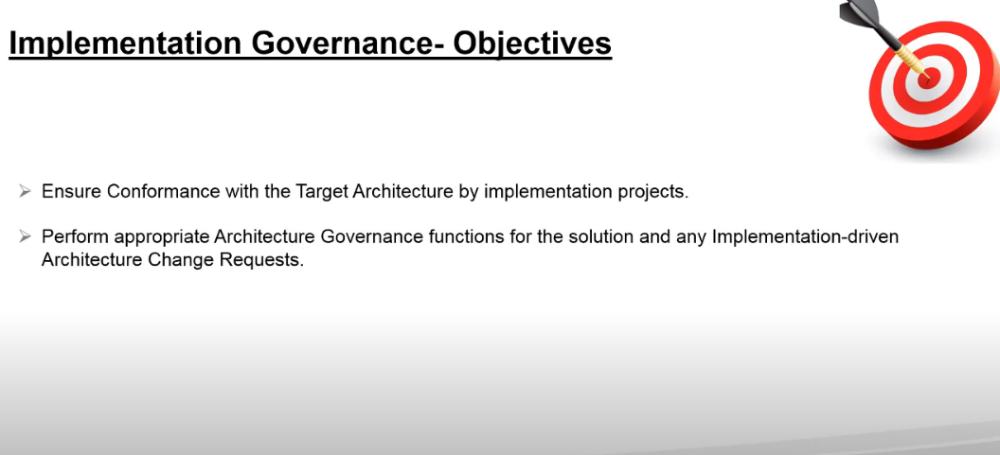 Implementation Governance- Objectives
Ensure Conformance with the Target Architecture by implementation projects.
Perform appropriate Architecture Governance functions for the solution and any Implementation-driven
Architecture Change Requests.